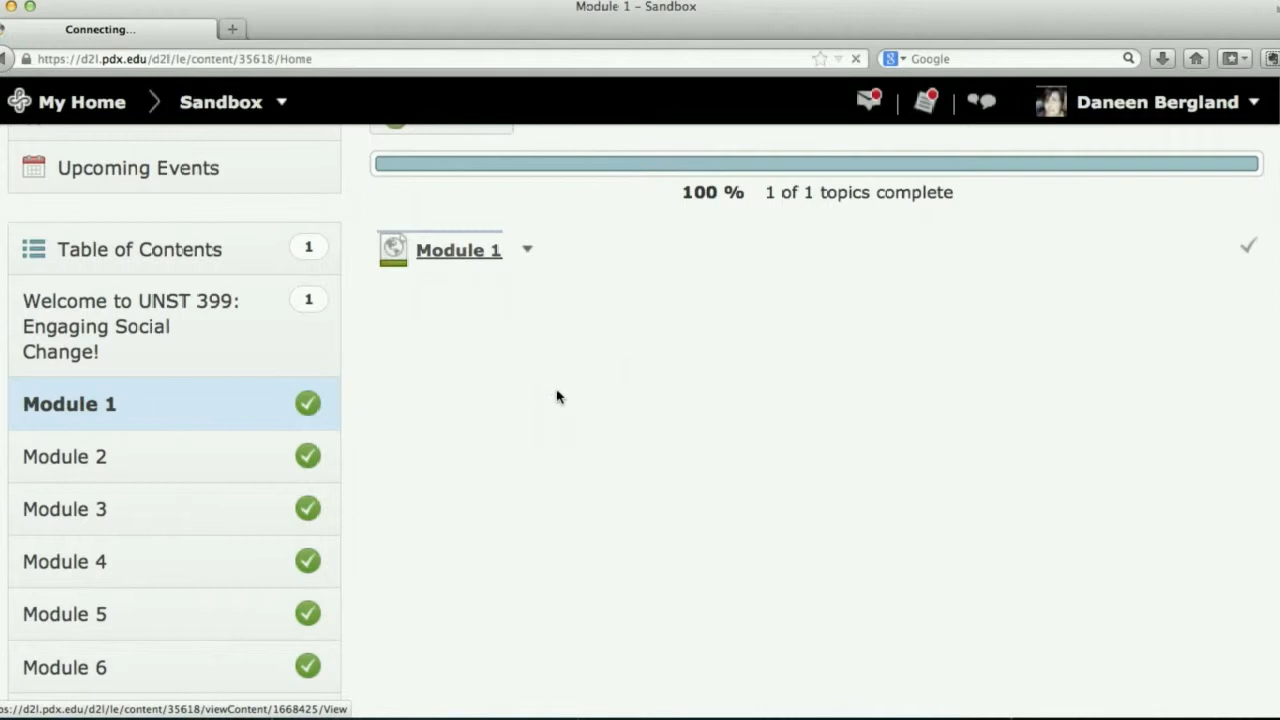 Module 1 – Sandbox
Connecting...
https://d2l.pdx.edu/d2l/le/content/35618/Home
Google
My Home
Sandbox
Daneen Bergland
Upcoming Events
100 % 1 of 1 topics complete
Table of Contents 1
Module 1
Welcome to UNST 399: 1
Engaging Social
Change!
Module 1
Module 2
Module 3
Module 4
Module 5
Module 6
ps://d2l.pdx.edu/d2l/le/content/35618/viewContent/1668425/View